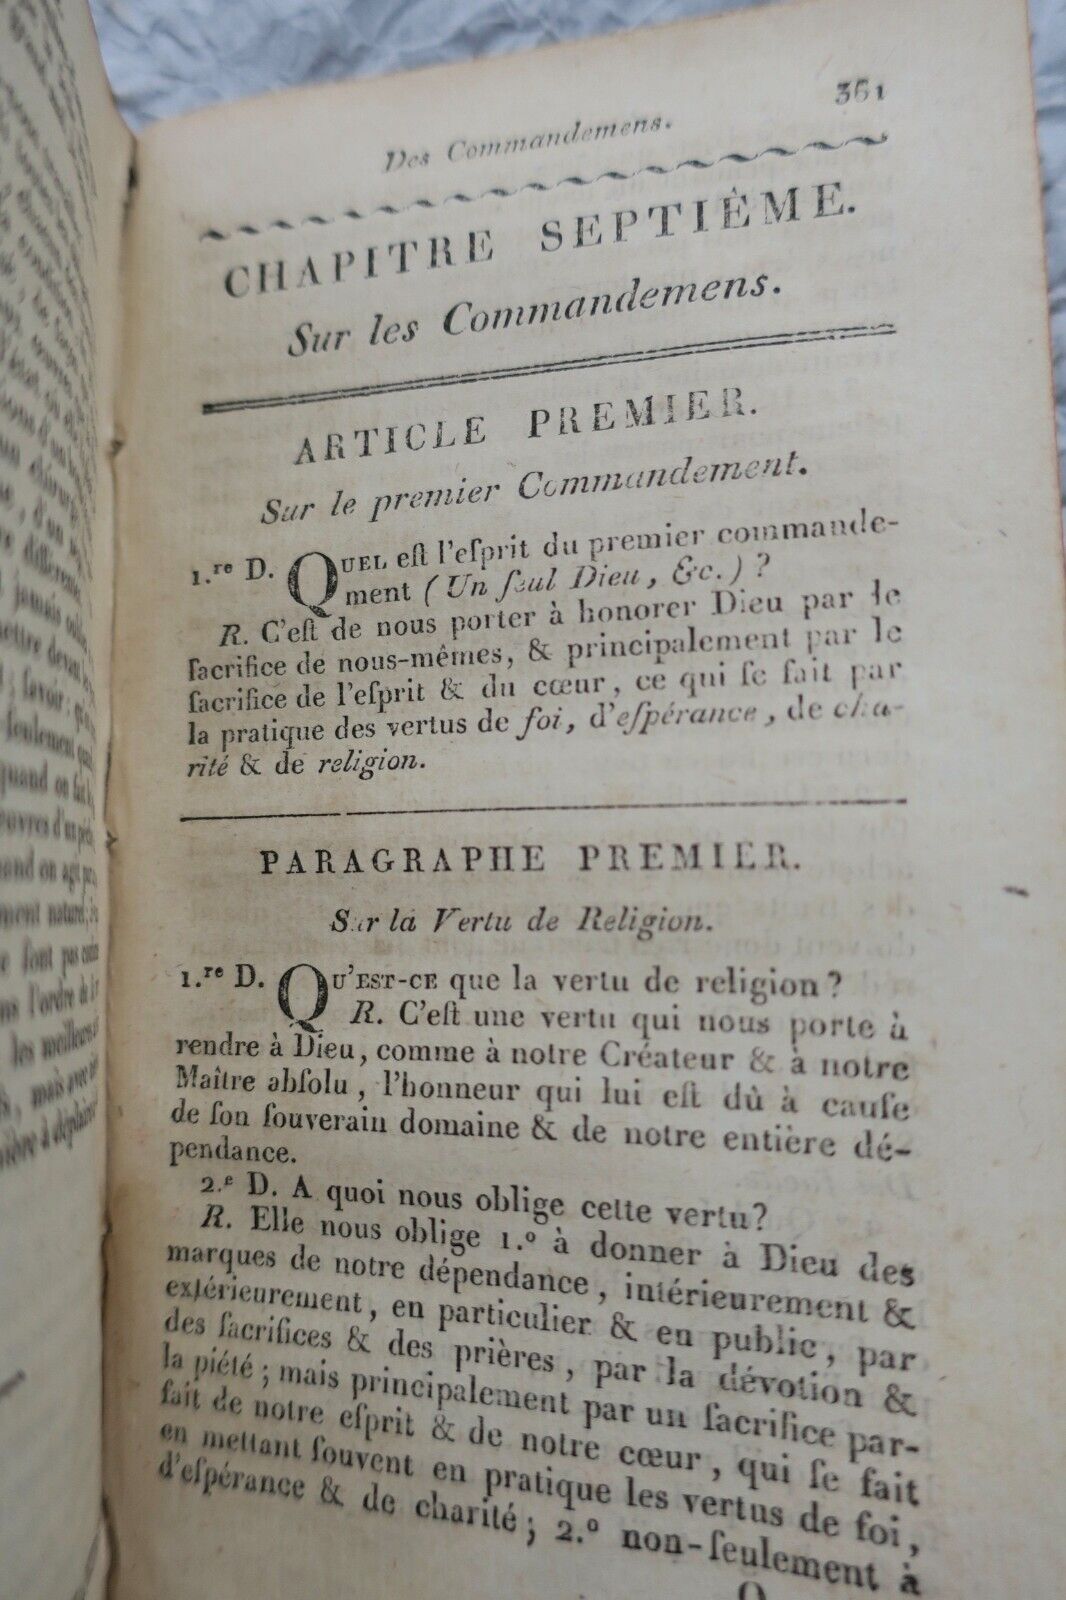 Des Commandemens. 361
CHAPITRE SEPTIÈME.
Sur les Commandemens.
ARTICLE PREMIER.
Sur le premier Commandement.
1.re D. QUEL eſt l'eſprit du premier commande-
ment (Un ſeul Dieu, &c.) ?
R. C'eſt de nous porter à honorer Dieu par le
ſacrifice de nous-mêmes, & principalement par le
ſacrifice de l'eſprit & du cœur, ce qui ſe fait par
la pratique des vertus de foi, d'eſpérance, de cha-
rité & de religion.
PARAGRAPHE PREMIER.
Sur la Vertu de Religion.
1.re D. QU'EST-CE que la vertu de religion ?
R. C'eſt une vertu qui nous porte à
rendre à Dieu, comme à notre Créateur & à notre
Maître abſolu, l'honneur qui lui eſt dû à cauſe
de ſon ſouverain domaine & de notre entière dé-
pendance.
2.e D. A quoi nous oblige cette vertu?
R. Elle nous oblige 1.o à donner à Dieu des
marques de notre dépendance, intérieurement &
extérieurement, en particulier & en public, par
des ſacrifices & des prières, par la dévotion &
la piété; mais principalement par un ſacrifice par-
fait de notre eſprit & de notre cœur, qui ſe fait
en mettant ſouvent en pratique les vertus de foi,
d'eſpérance & de charité; 2.o non-ſeulement à
Q